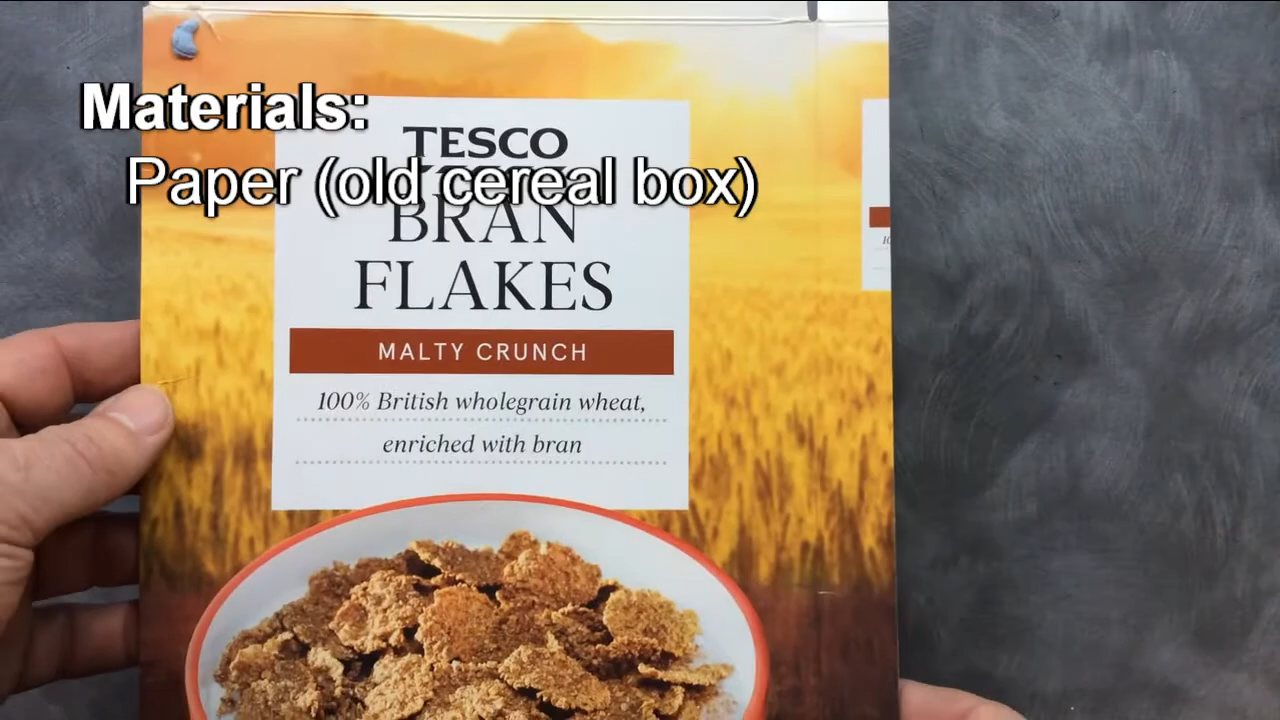 Materials:
Paper (old cereal box)
TESCO
BRAN
FLAKES
MALTY CRUNCH
100% British wholegrain wheat,
enriched with bran